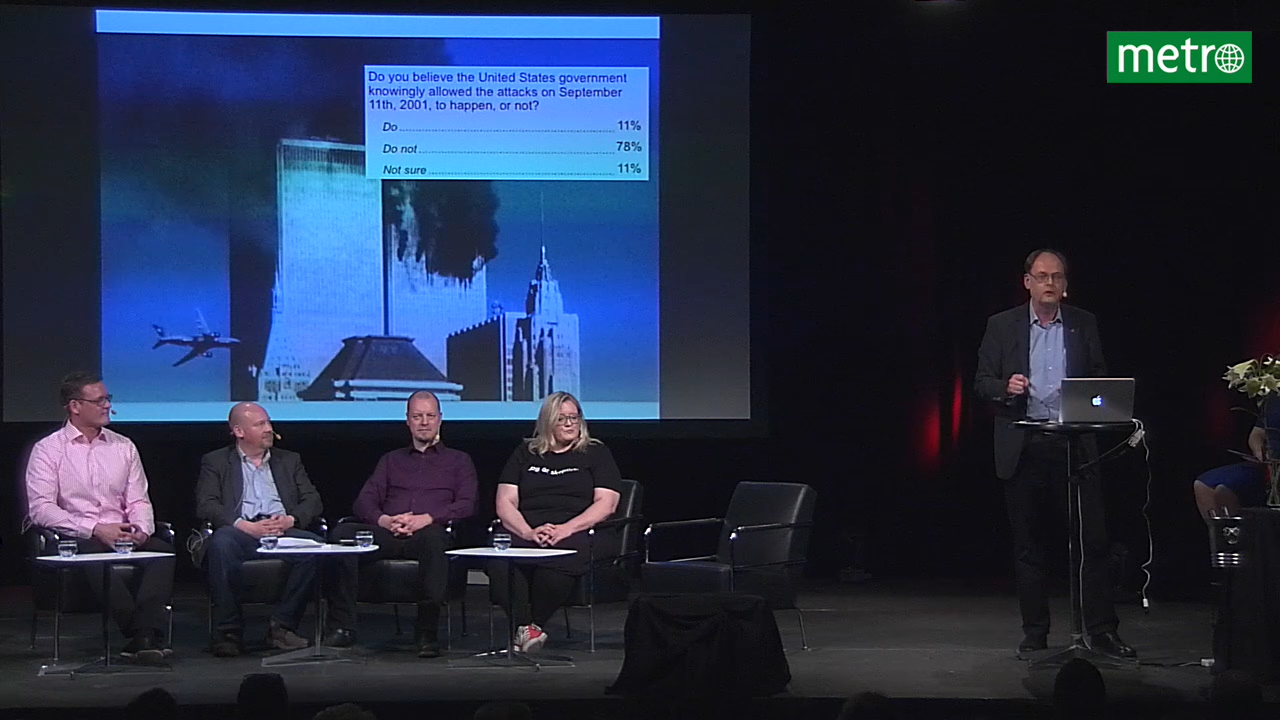 metro
Do you believe the United States government
knowingly allowed the attacks on September
11th, 2001, to happen, or not?
Do 11%
Do not 78%
Not sure 11%